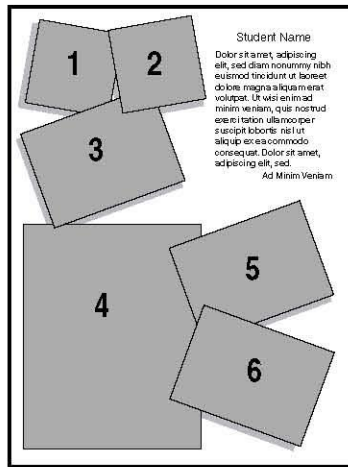 1
2
Student Name
Dolor sit amet, adipiscing
elit, sed diam nonummy nibh
euismod tincidunt ut laoreet
dolore magna aliquam erat
volutpat. Ut wisi enim ad
minim veniam, quis nostrud
exerci tation ullamcorper
suscipit lobortis nisl ut
aliquip ex ea commodo
consequat. Dolor sit amet,
adipiscing elit, sed.
Ad Minim Veniam
3
4
5
6